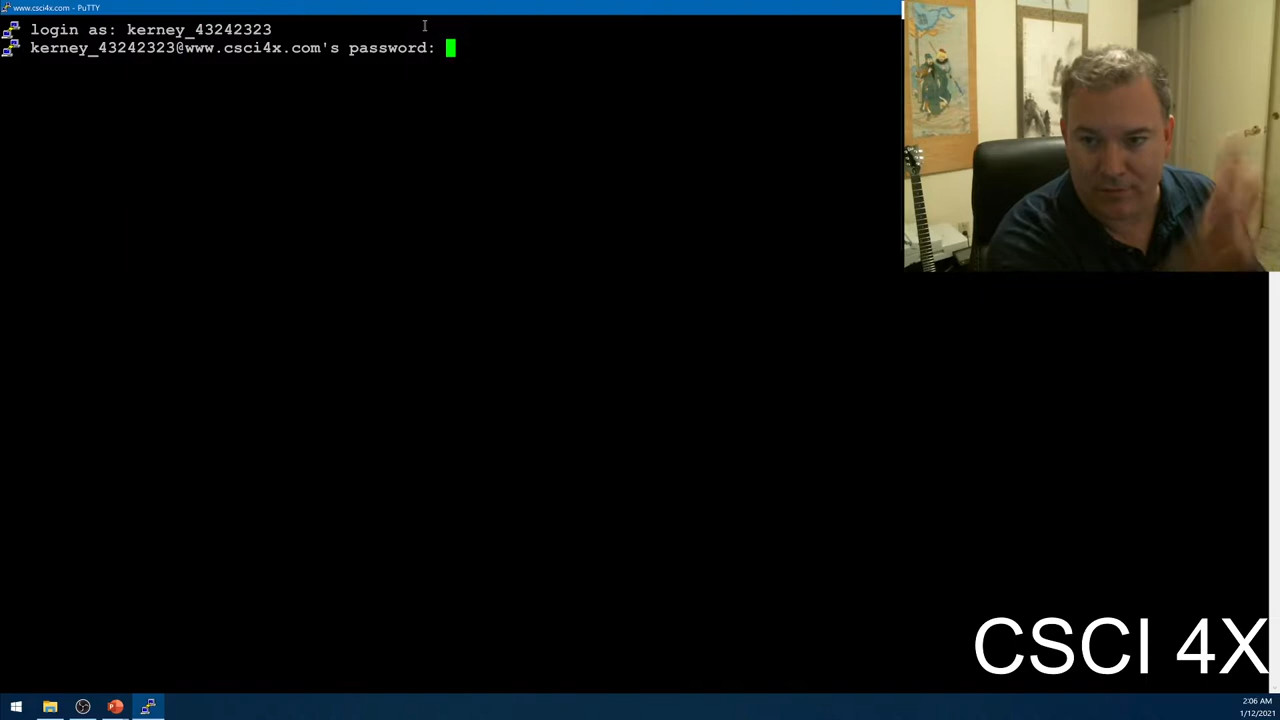 www.csci4x.com - PuTTY
login as: kerney_43242323
kerney_43242323@www.csci4x.com's password:
CSCI 4X
2:06 AM
1/12/2021